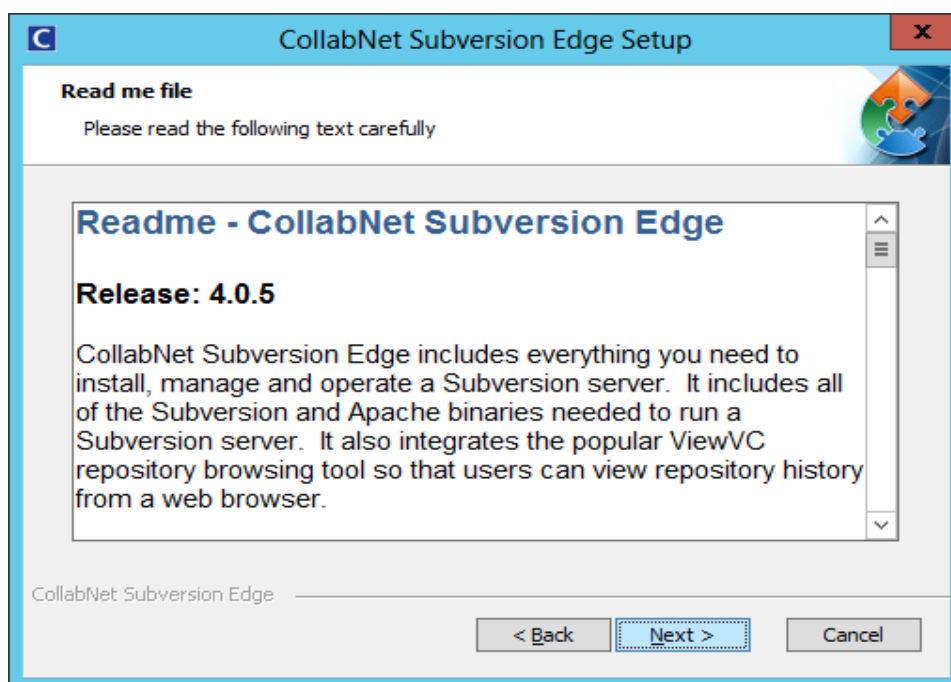 C
CollabNet Subversion Edge Setup
x
Read me file
Please read the following text carefully
Readme - CollabNet Subversion Edge
Release: 4.0.5
CollabNet Subversion Edge includes everything you need to
install, manage and operate a Subversion server.  It includes all
of the Subversion and Apache binaries needed to run a
Subversion server.  It also integrates the popular ViewVC
repository browsing tool so that users can view repository history
from a web browser.
CollabNet Subversion Edge
< Back Next > Cancel